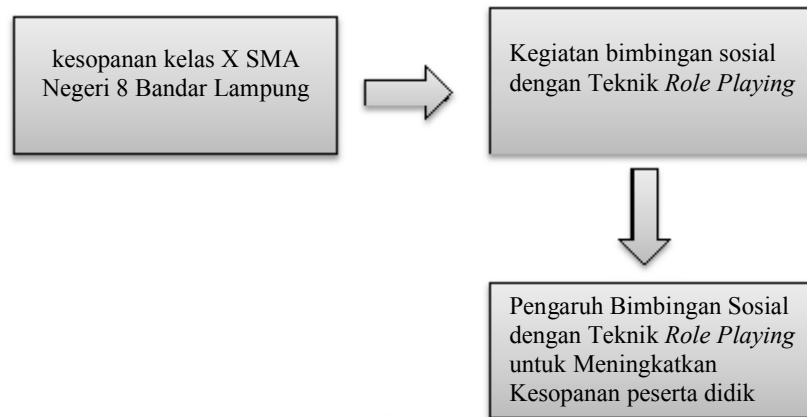 kesopanan kelas X SMA
Negeri 8 Bandar Lampung
Kegiatan bimbingan sosial
dengan Teknik Role Playing
Pengaruh Bimbingan Sosial
dengan Teknik Role Playing
untuk Meningkatkan
Kesopanan peserta didik